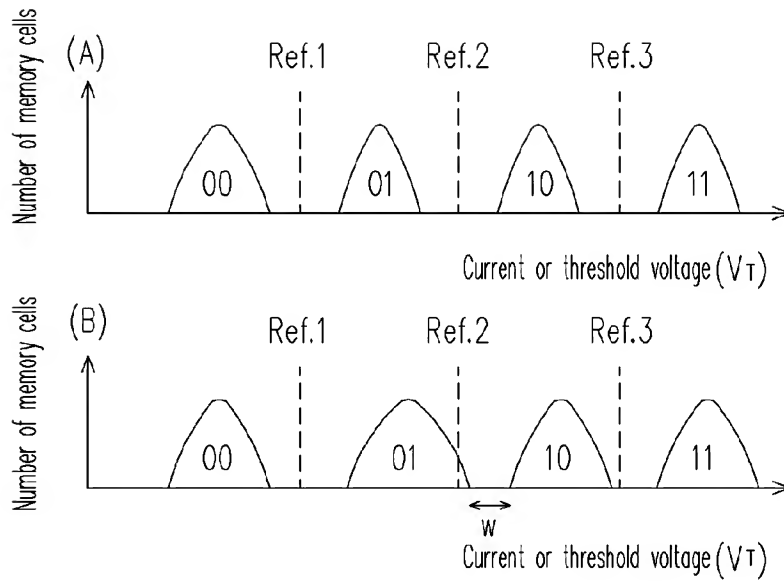 (A)
Number of memory cells
Ref.1 Ref.2 Ref.3
00 01 10 11
Current or threshold voltage(VT)
(B)
Number of memory cells
Ref.1 Ref.2 Ref.3
00 01 10 11
W
Current or threshold voltage(VT)